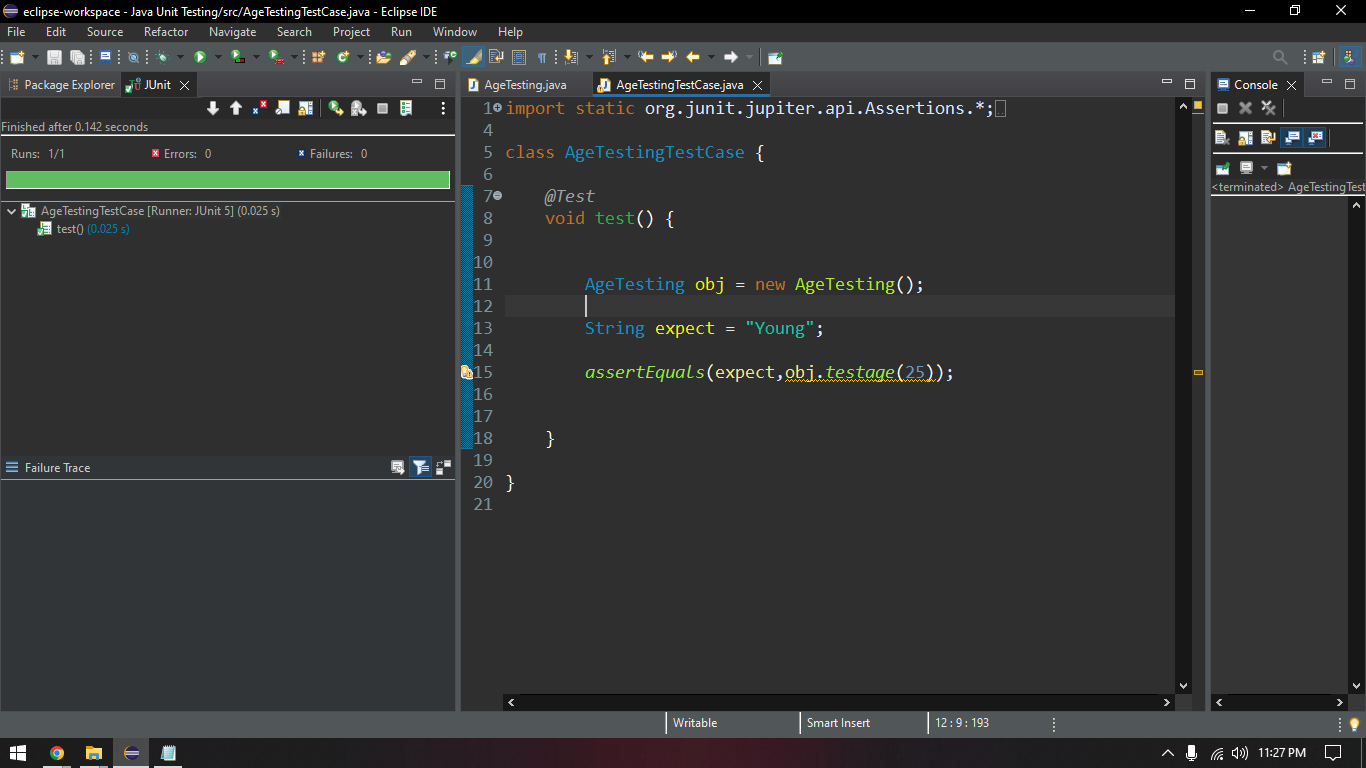 eclipse-workspace - Java Unit Testing/src/AgeTestingTestCase.java - Eclipse IDE
File Edit Source Refactor Navigate Search Project Run Window Help
Package Explorer JUnit
AgeTesting.java AgeTestingTestCase.java
Console
Finished after 0.142 seconds
Runs: 1/1 Errors: 0 Failures: 0
AgeTestingTestCase [Runner: JUnit 5] (0.025 s)
test() (0.025 s)
Failure Trace
1 import static org.junit.jupiter.api.Assertions.*;
4
5 class AgeTestingTestCase {
6
7 @Test
8 void test() {
9
10
11 AgeTesting obj = new AgeTesting();
12
13 String expect = "Young";
14
15 assertEquals(expect,obj.testage(25));
16
17
18 }
19
20 }
21
<terminated> AgeTestingTest
Writable Smart Insert 12 : 9 : 193
11:27 PM